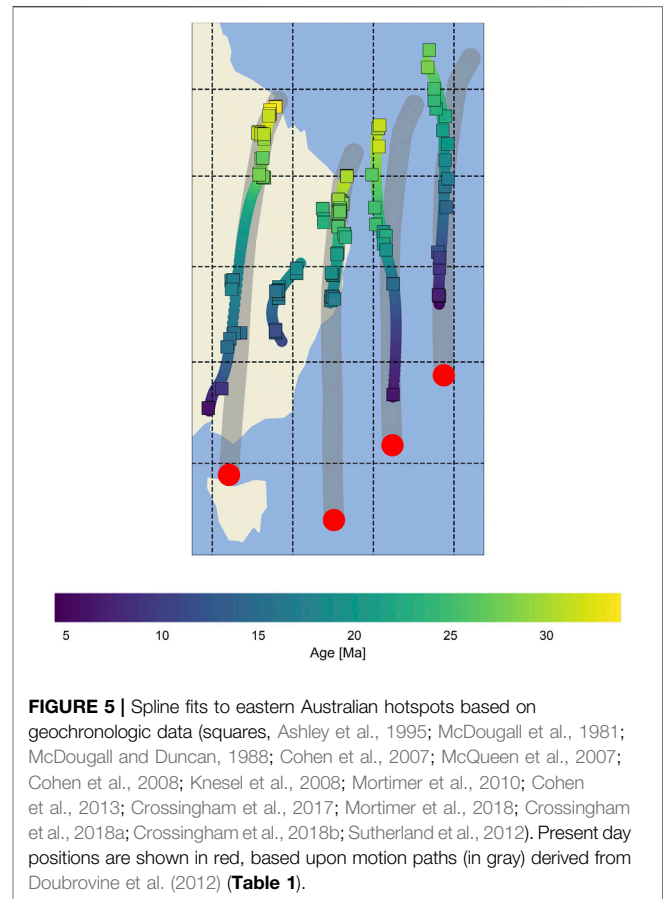 5 10 15 20 25 30
Age [Ma]
FIGURE 5 | Spline fits to eastern Australian hotspots based on
geochronologic data (squares, Ashley et al., 1995; McDougall et al., 1981;
McDougall and Duncan, 1988; Cohen et al., 2007; McQueen et al., 2007;
Cohen et al., 2008; Knesel et al., 2008; Mortimer et al., 2010; Cohen
et al., 2013; Crossingham et al., 2017; Mortimer et al., 2018; Crossingham
et al., 2018a; Crossingham et al., 2018b; Sutherland et al., 2012). Present day
positions are shown in red, based upon motion paths (in gray) derived from
Doubrovine et al. (2012) (Table 1).